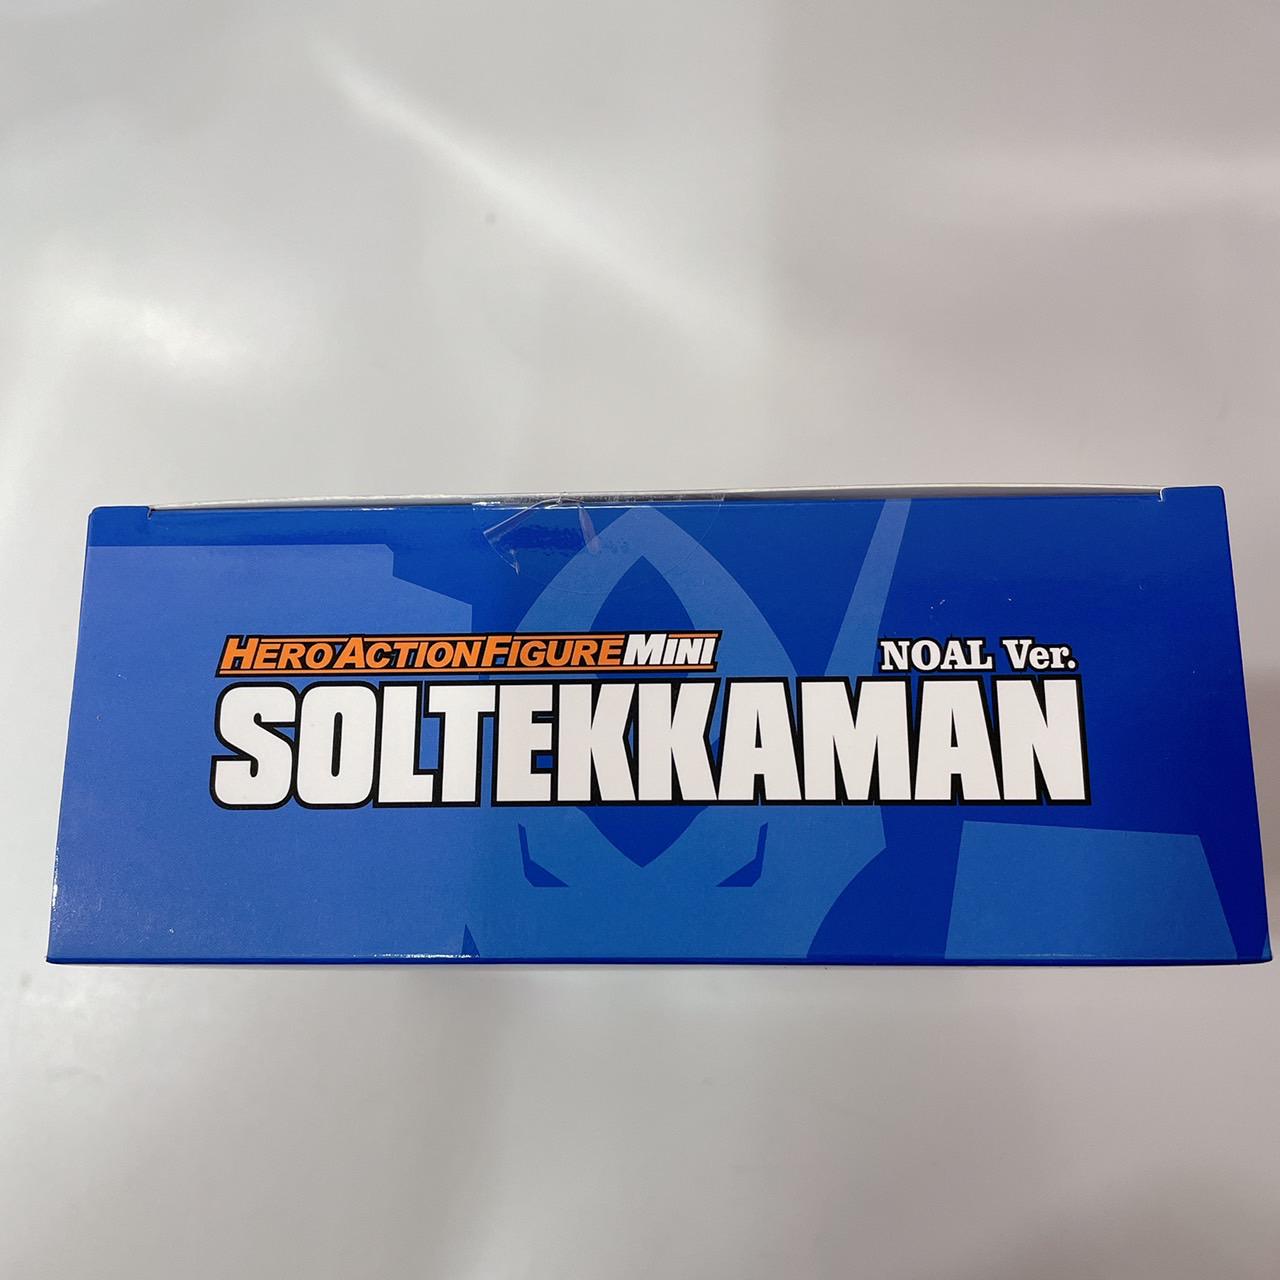 HEROACTIONFIGUREMINI
NOAL Ver.
SOLTEKKAMAN